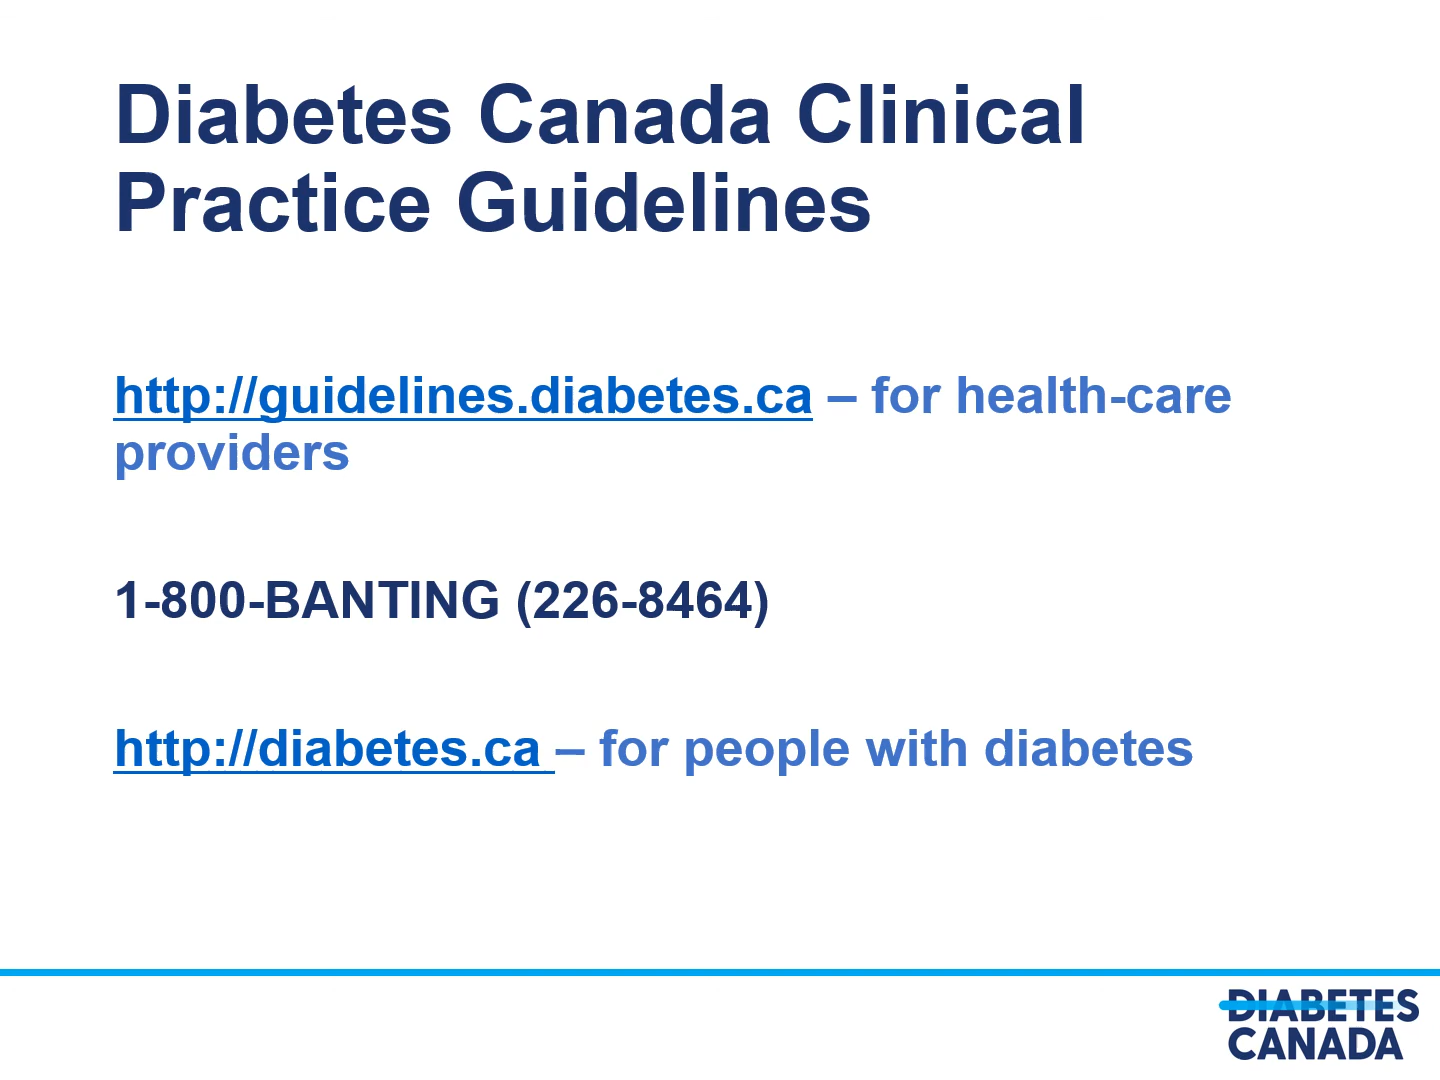 Diabetes Canada Clinical
Practice Guidelines
http://guidelines.diabetes.ca – for health-care
providers
1-800-BANTING (226-8464)
http://diabetes.ca – for people with diabetes
DIABETES
CANADA